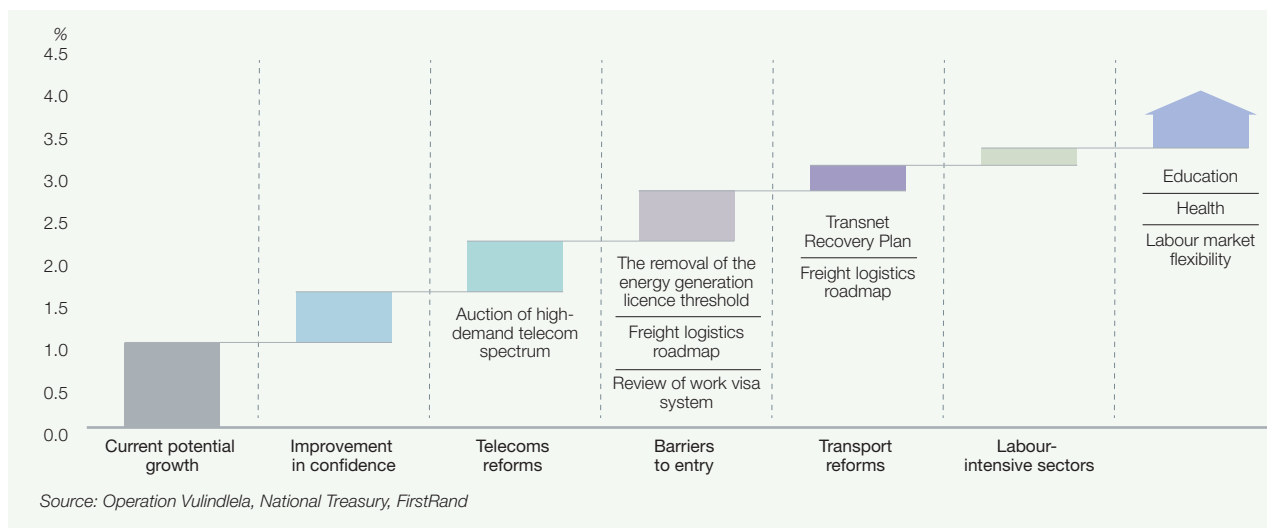 %
4.5
4.0
3.5
3.0
2.5
2.0
1.5
1.0
0.5
0.0
Auction of high-
demand telecom
spectrum
The removal of the
energy generation
licence threshold
Freight logistics
roadmap
Review of work visa
system
Transnet
Recovery Plan
Freight logistics
roadmap
Education
Health
Labour market
flexibility
Current potential
growth
Improvement
in confidence
Telecoms
reforms
Barriers
to entry
Transport
reforms
Labour-
intensive sectors
Source: Operation Vulindlela, National Treasury, FirstRand